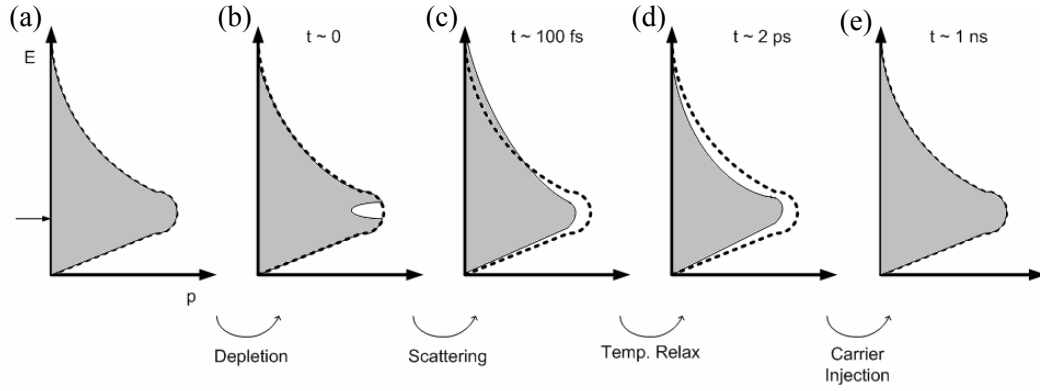 (a)
(b)
(c)
(d)
(e)
t ~ 0
t ~ 100 fs
t ~ 2 ps
t ~ 1 ns
E
p
Depletion
Scattering
Temp. Relax
Carrier
Injection